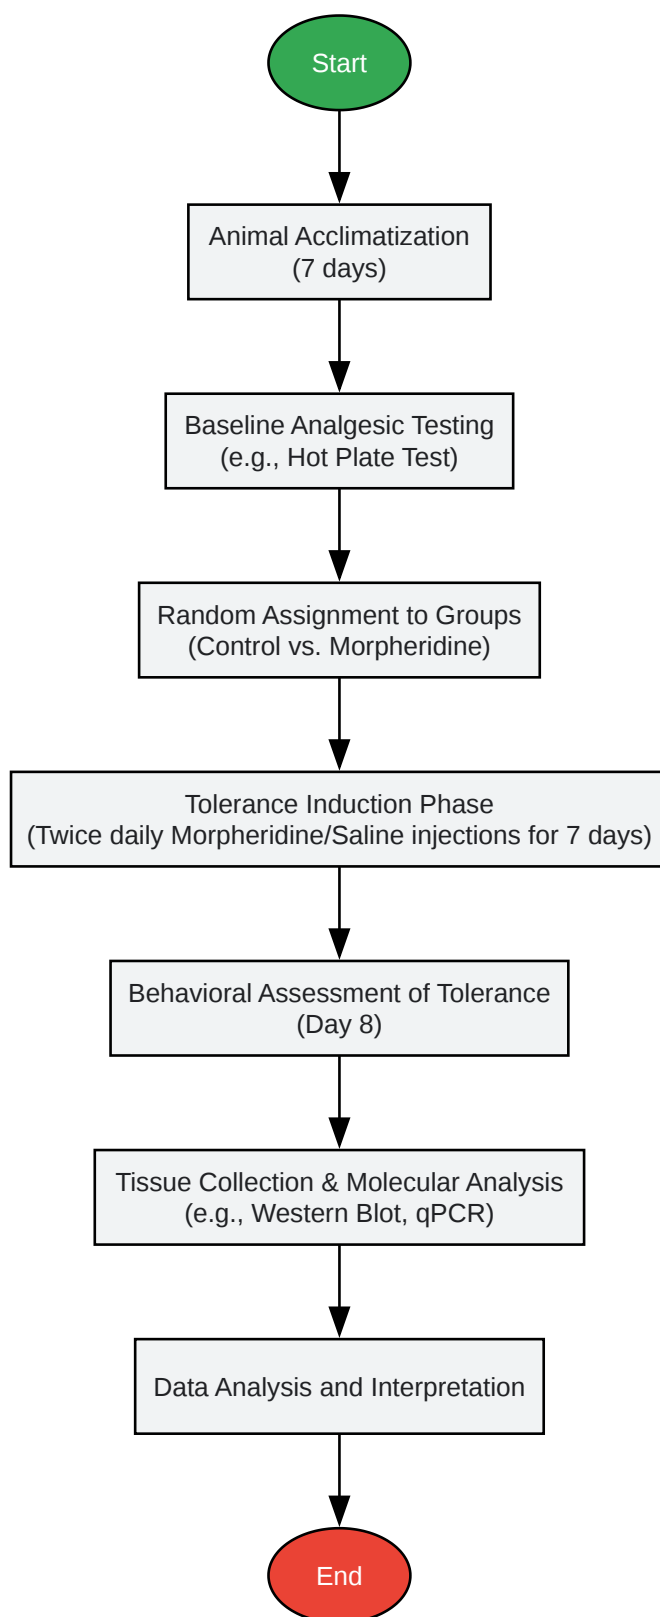 Start
Animal Acclimatization
(7 days)
Baseline Analgesic Testing
(e.g., Hot Plate Test)
Random Assignment to Groups
(Control vs. Morpheridine)
Tolerance Induction Phase
(Twice daily Morpheridine/Saline injections for 7 days)
Behavioral Assessment of Tolerance
(Day 8)
Tissue Collection & Molecular Analysis
(e.g., Western Blot, qPCR)
Data Analysis and Interpretation
End